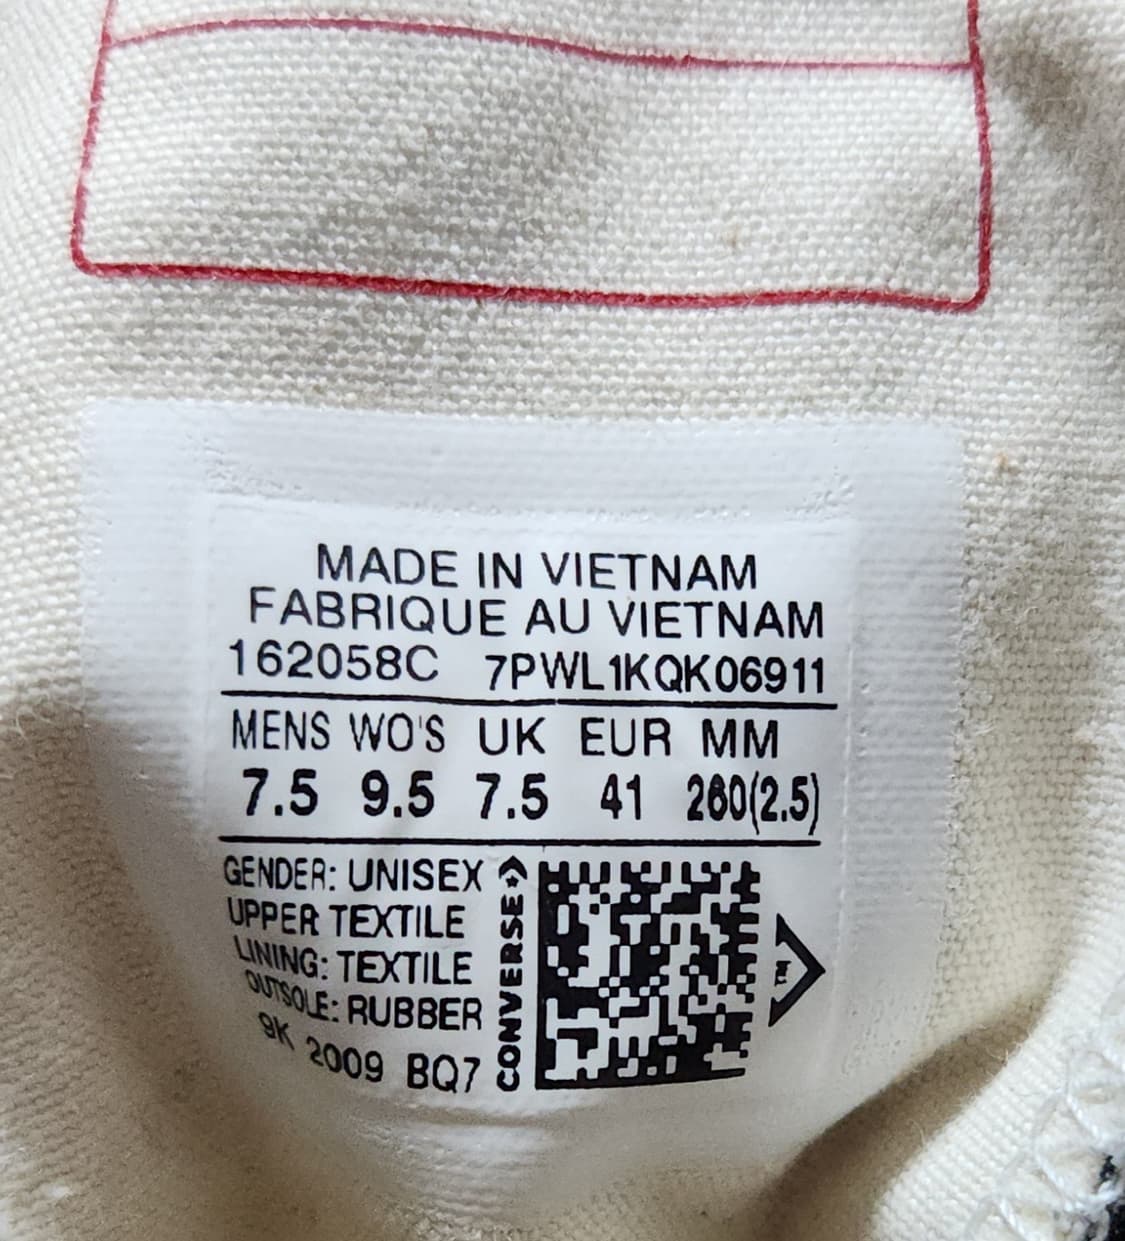 MADE IN VIETNAM
FABRIQUE AU VIETNAM
162058C 7PWL1KQK06911
MENS WO'S UK EUR MM
7.5 9.5 7.5 41 260(2.5)
GENDER: UNISEX
UPPER TEXTILE
LINING: TEXTILE
OUTSOLE: RUBBER
9K 2009 BQ7
CONVERSE